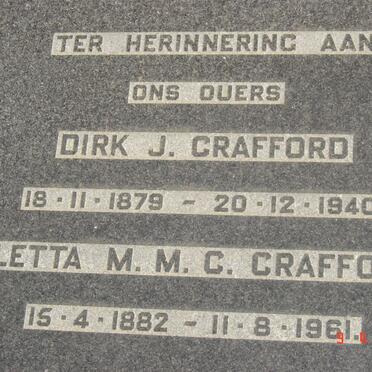 TER HERINNERING AAN
ONS OUERS
DIRK J. CRAFFORD
18·11·1879 – 20·12·1940
LETTA M. M. C. CRAFFO
15·4·1882 – 11·8·1961.